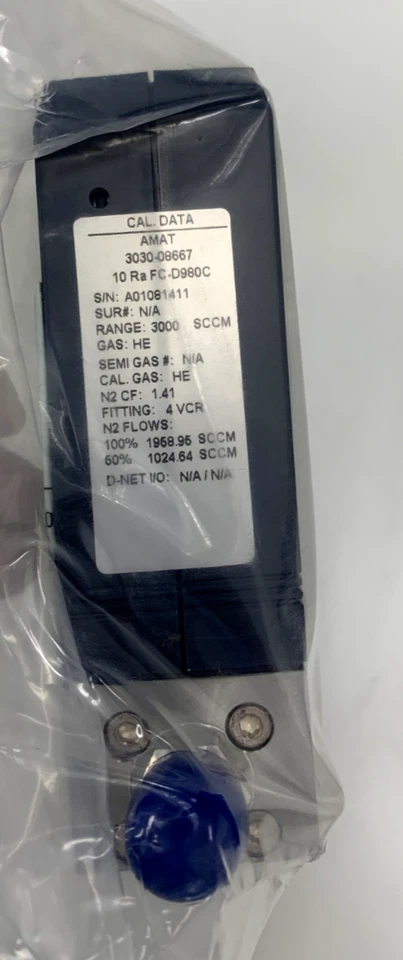 CAL. DATA
AMAT
3030-08667
10 Ra FC-D980C
S/N: A01081411
SUR#: N/A
RANGE: 3000 SCCM
GAS: HE
SEMI GAS #: N/A
CAL. GAS: HE
N2 CF: 1.41
FITTING: 4 VCR
N2 FLOWS:
100% 1958.95 SCCM
50% 1024.64 SCCM
D-NET I/O: N/A / N/A